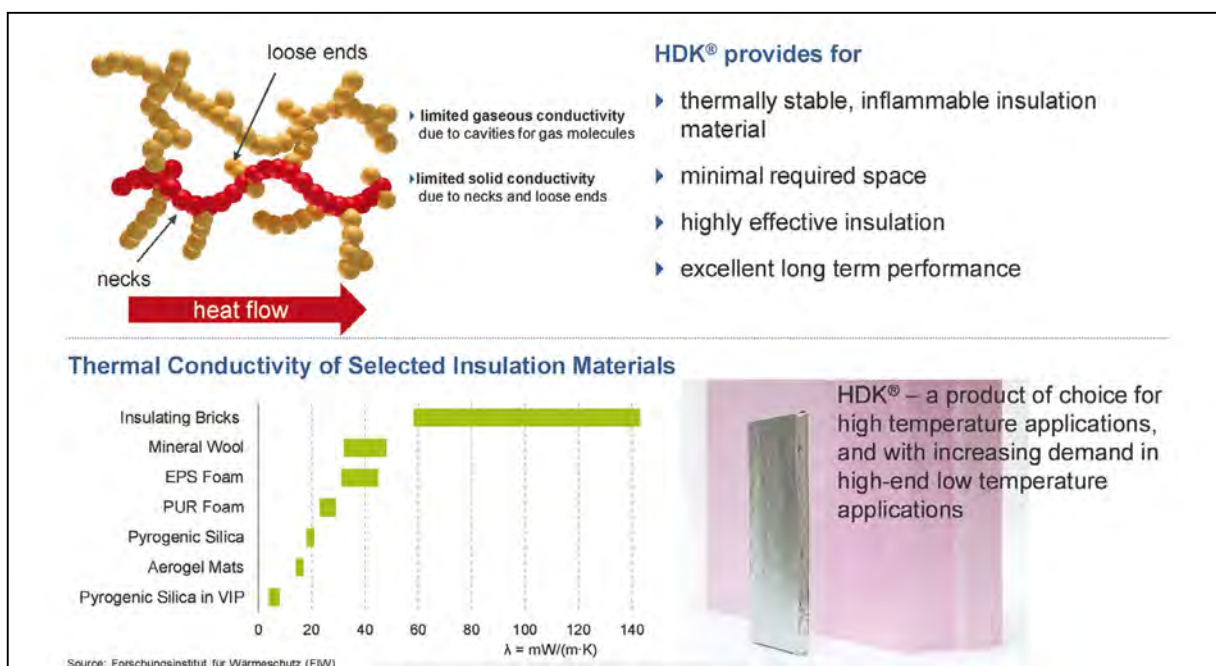 loose ends
limited gaseous conductivity
due to cavities for gas molecules
limited solid conductivity
due to necks and loose ends
necks
heat flow
HDK® provides for
thermally stable, inflammable insulation
material
minimal required space
highly effective insulation
excellent long term performance
Thermal Conductivity of Selected Insulation Materials
Insulating Bricks
Mineral Wool
EPS Foam
PUR Foam
Pyrogenic Silica
Aerogel Mats
Pyrogenic Silica in VIP
0 20 40 60 80 100 120 140
λ = mW/(m·K)
Source: Forschungsinstitut für Wärmeschutz (FIW)
HDK® – a product of choice for
high temperature applications,
and with increasing demand in
high-end low temperature
applications